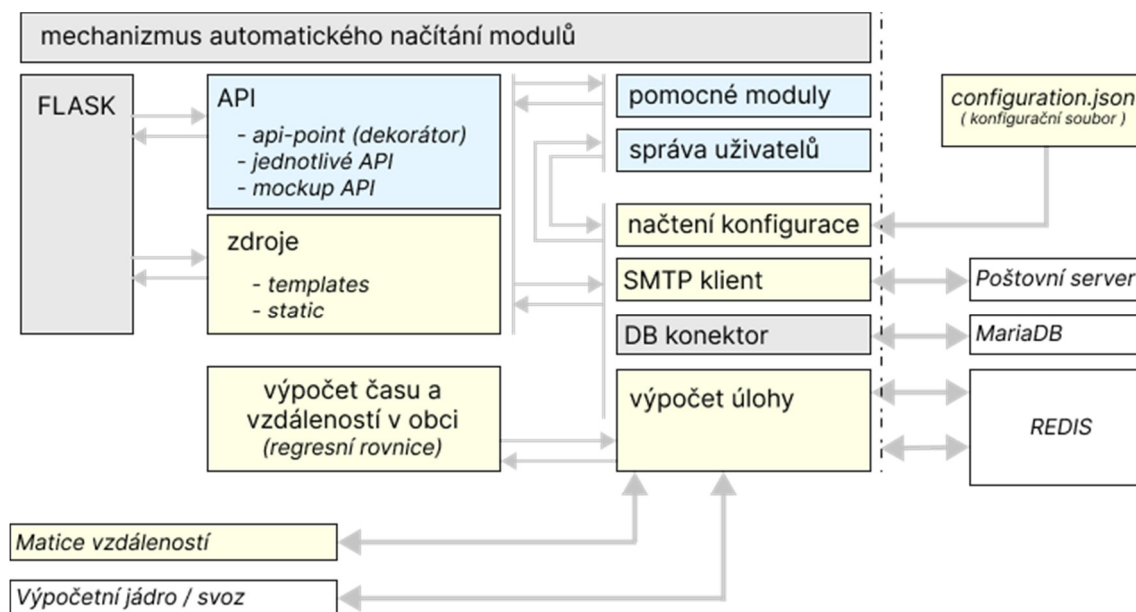 mechanizmus automatického načítání modulů
FLASK
API
- api-point (dekorátor)
- jednotlivé API
- mockup API
zdroje
- templates
- static
výpočet času a
vzdáleností v obci
(regresní rovnice)
pomocné moduly
správa uživatelů
načtení konfigurace
SMTP klient
DB konektor
výpočet úlohy
configuration.json
( konfigurační soubor )
Poštovní server
MariaDB
REDIS
Matice vzdáleností
Výpočetní jádro / svoz